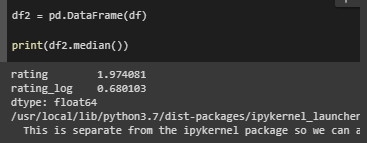 df2 = pd.DataFrame(df)
print(df2.median())
rating 1.974081
rating_log 0.680103
dtype: float64
/usr/local/lib/python3.7/dist-packages/ipykernel_launcher
This is separate from the ipykernel package so we can a